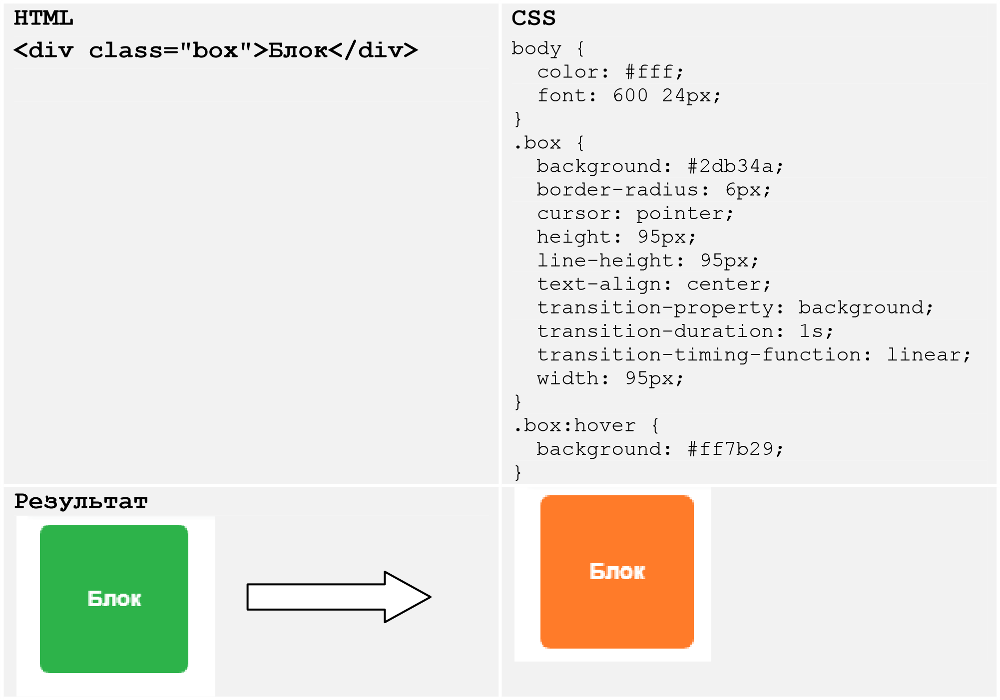 HTML
<div class="box">Блок</div>
CSS
body {
  color: #fff;
  font: 600 24px;
}
.box {
  background: #2db34a;
  border-radius: 6px;
  cursor: pointer;
  height: 95px;
  line-height: 95px;
  text-align: center;
  transition-property: background;
  transition-duration: 1s;
  transition-timing-function: linear;
  width: 95px;
}
.box:hover {
  background: #ff7b29;
}
Результат
Блок
Блок